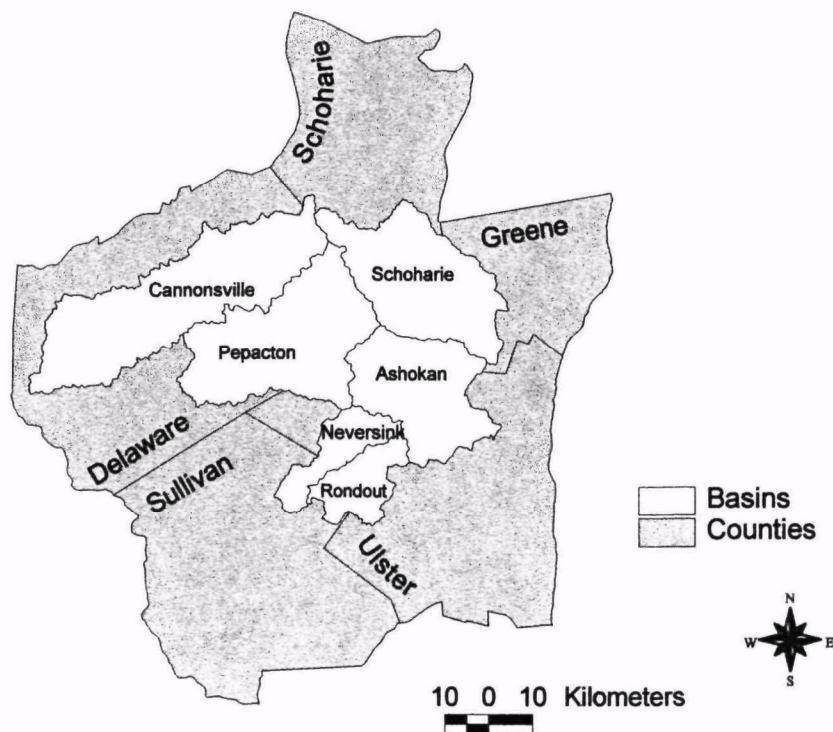 Schoharie
Greene
Schoharie
Cannonsville
Pepacton
Ashokan
Delaware
Neversink
Sullivan
Rondout
Ulster
Basins
Counties
N
W E
S
10 0 10 Kilometers